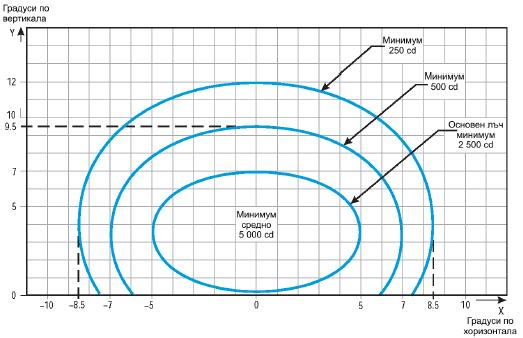 Градуси по
вертикала
Y
12
10
9.5
7
5
0
Минимум
250 cd
Минимум
500 cd
Основен лъч
минимум
2 500 cd
Минимум
средно
5 000 cd
−10 −8.5 −7 −5 0 5 7 8.5 10 X
Градуси по
хоризонтала